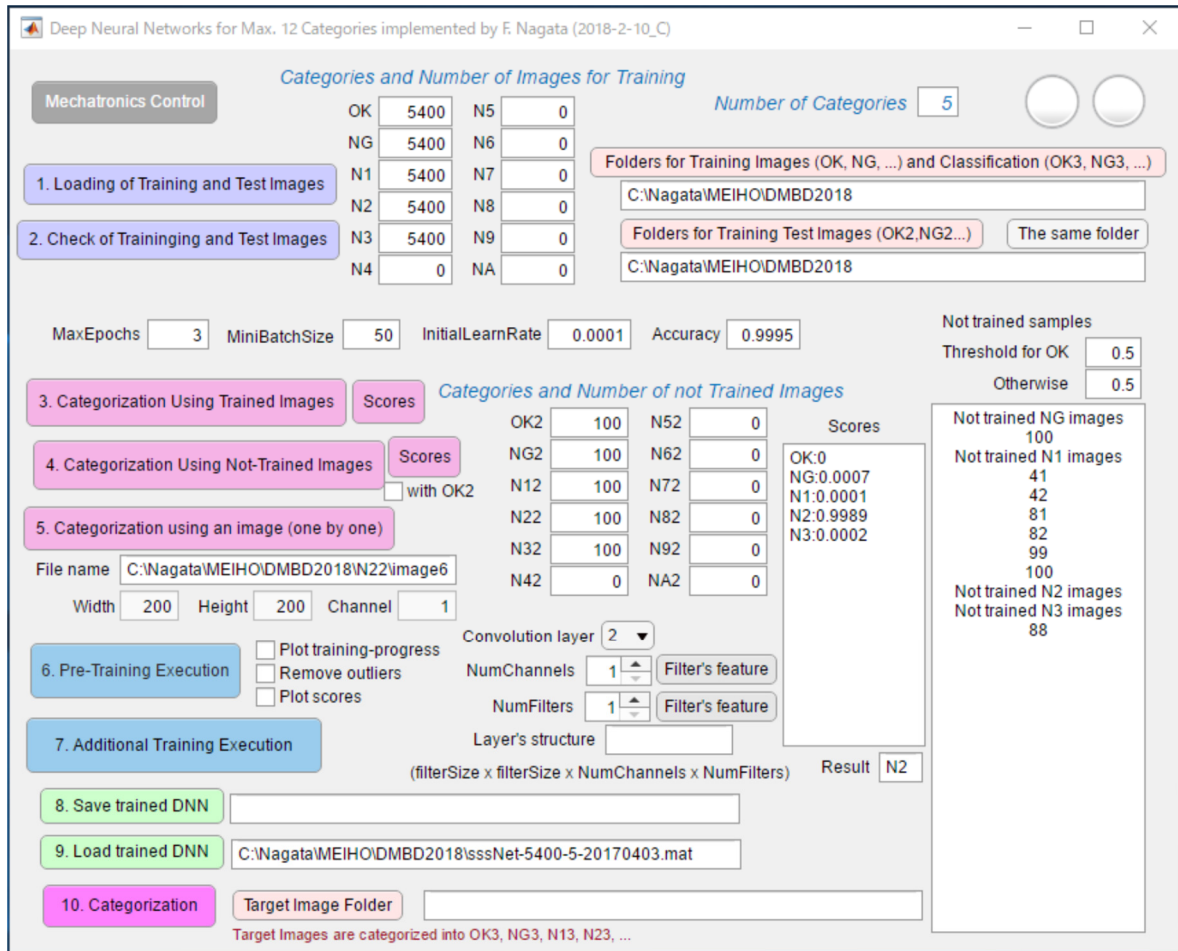 Deep Neural Networks for Max. 12 Categories implemented by F. Nagata (2018-2-10_C)
Mechatronics Control
Categories and Number of Images for Training
Number of Categories 5
OK 5400 N5 0
NG 5400 N6 0
N1 5400 N7 0
N2 5400 N8 0
N3 5400 N9 0
N4 0 NA 0
1. Loading of Training and Test Images
2. Check of Traininging and Test Images
Folders for Training Images (OK, NG, ...) and Classification (OK3, NG3, ...)
C:\Nagata\MEIHO\DMBD2018
Folders for Training Test Images (OK2,NG2...) The same folder
C:\Nagata\MEIHO\DMBD2018
MaxEpochs 3 MiniBatchSize 50 InitialLearnRate 0.0001 Accuracy 0.9995
Not trained samples
Threshold for OK 0.5
Otherwise 0.5
3. Categorization Using Trained Images Scores
4. Categorization Using Not-Trained Images Scores
with OK2
5. Categorization using an image (one by one)
File name C:\Nagata\MEIHO\DMBD2018\N22\image6
Width 200 Height 200 Channel 1
Categories and Number of not Trained Images
OK2 100 N52 0
NG2 100 N62 0
N12 100 N72 0
N22 100 N82 0
N32 100 N92 0
N42 0 NA2 0
Scores
OK:0
NG:0.0007
N1:0.0001
N2:0.9989
N3:0.0002
Result N2
Not trained NG images
100
Not trained N1 images
41
42
81
82
99
100
Not trained N2 images
Not trained N3 images
88
6. Pre-Training Execution
Plot training-progress
Remove outliers
Plot scores
7. Additional Training Execution
Convolution layer 2
NumChannels 1 Filter's feature
NumFilters 1 Filter's feature
Layer's structure
(filterSize x filterSize x NumChannels x NumFilters)
8. Save trained DNN
9. Load trained DNN C:\Nagata\MEIHO\DMBD2018\sssNet-5400-5-20170403.mat
10. Categorization Target Image Folder
Target Images are categorized into OK3, NG3, N13, N23, ...